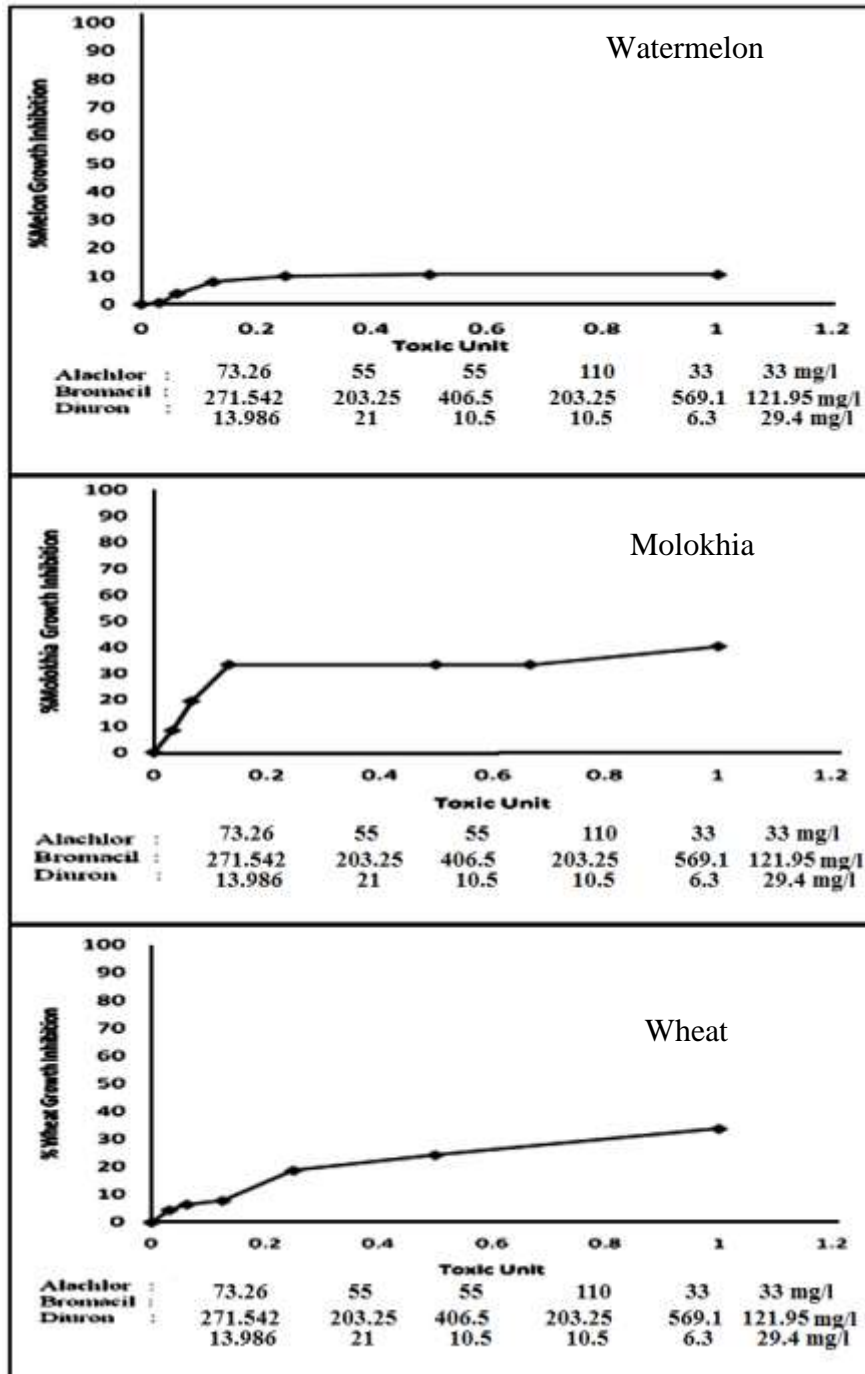 Watermelon
%Melon Growth Inhibition
100
90
80
70
60
50
40
30
20
10
0
0 0.2 0.4 0.6 0.8 1 1.2
Toxic Unit
Alachlor : 73.26 55 55 110 33 33 mg/l
Bromacil : 271.542 203.25 406.5 203.25 569.1 121.95 mg/l
Diuron : 13.986 21 10.5 10.5 6.3 29.4 mg/l
Molokhia
%Molokhia Growth Inhibition
100
90
80
70
60
50
40
30
20
10
0
0 0.2 0.4 0.6 0.8 1 1.2
Toxic Unit
Alachlor : 73.26 55 55 110 33 33 mg/l
Bromacil : 271.542 203.25 406.5 203.25 569.1 121.95 mg/l
Diuron : 13.986 21 10.5 10.5 6.3 29.4 mg/l
Wheat
% Wheat Growth Inhibition
100
90
80
70
60
50
40
30
20
10
0
0 0.2 0.4 0.6 0.8 1 1.2
Toxic Unit
Alachlor : 73.26 55 55 110 33 33 mg/l
Bromacil :
Diuron : 271.542 203.25 406.5 203.25 569.1 121.95 mg/l
13.986 21 10.5 10.5 6.3 29.4 mg/l